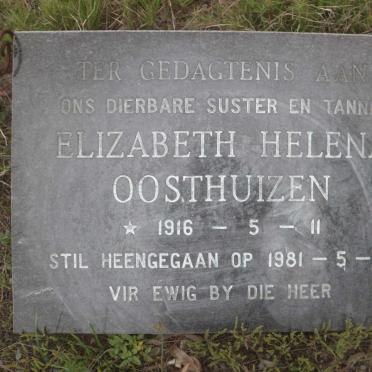 TER GEDAGTENIS AAN
ONS DIERBARE SUSTER EN
ELIZABETH HELENA
OOSTHUIZEN
★ 1916 – 5 – 11
STIL HEENGEGAAN OP 1981 – 5 –
VIR EWIG BY DIE HEER